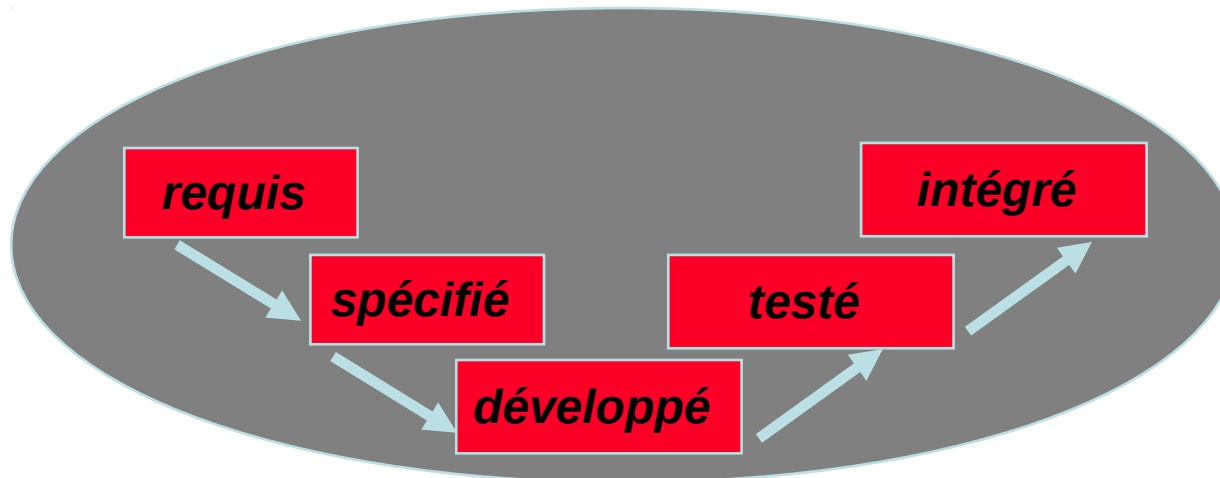 requis
intégré
spécifié
testé
développé